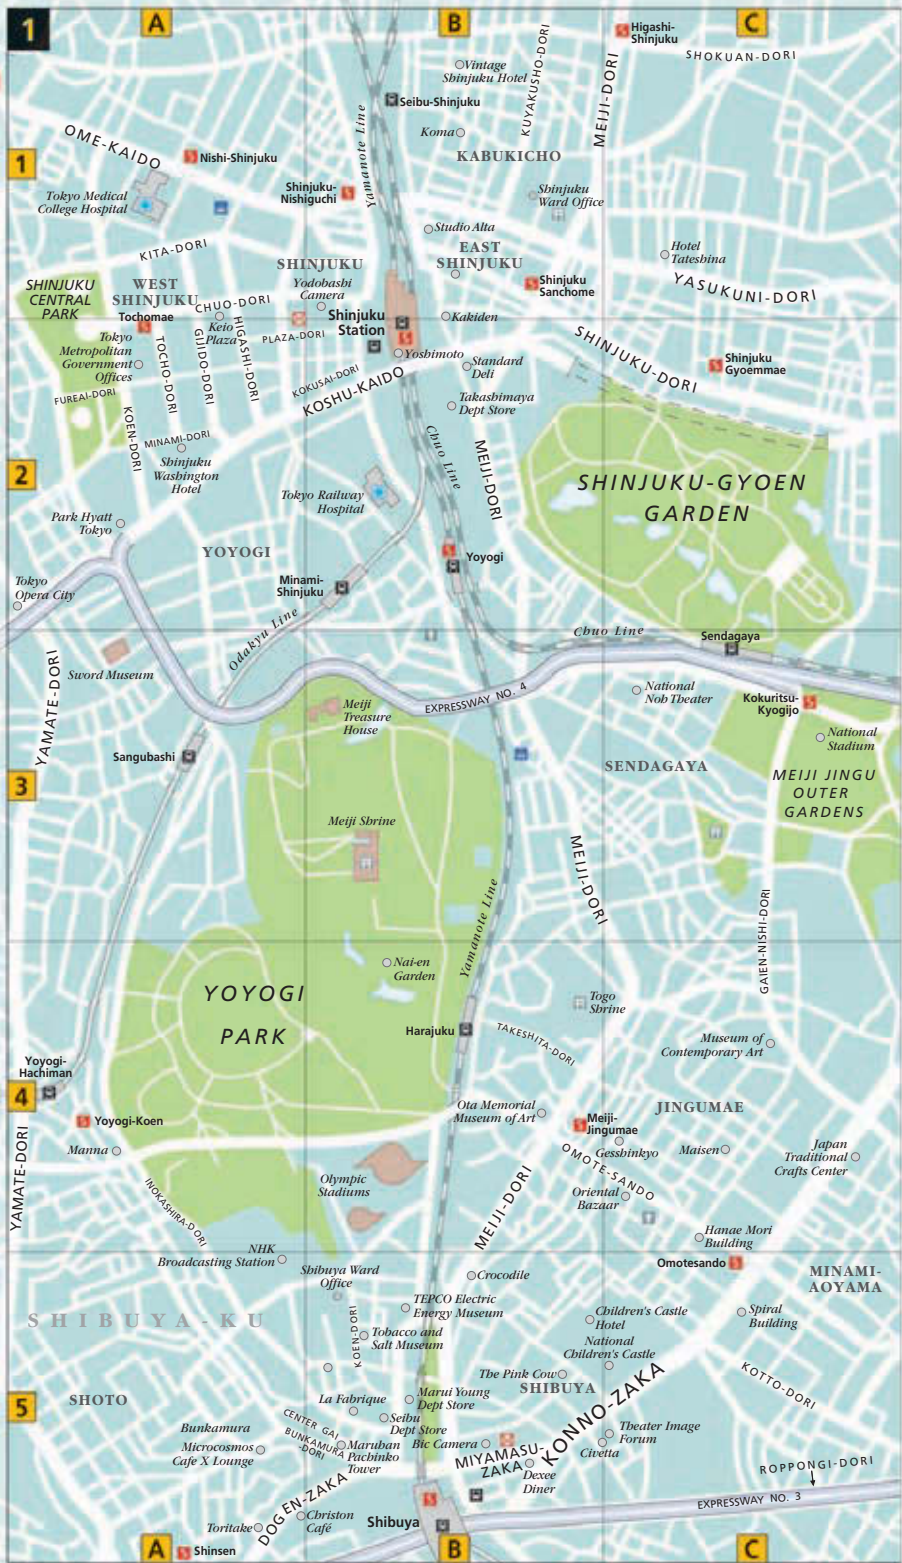 1
A
B
C
Higashi-
Shinjuku
SHOKUAN-DORI
Vintage
Shinjuku Hotel
KUYAKUSHO-DORI
MEIJI-DORI
Seibu-Shinjuku
Yamanote Line
Koma
KABUKICHO
OME-KAIDO
1
Nishi-Shinjuku
Shinjuku-
Nishiguchi
Tokyo Medical
College Hospital
Shinjuku
Ward Office
Studio Alta
EAST
SHINJUKU
Hotel
Tateshina
KITA-DORI
SHINJUKU
YASUKUNI-DORI
SHINJUKU
CENTRAL
PARK
WEST
SHINJUKU
Yodobashi
Camera
Shinjuku
Sanchome
CHUO-DORI
Tochomae
Keio
Plaza
HIGASHI-DORI
GIJIDO-DORI
TOCHO-DORI
PLAZA-DORI
Shinjuku
Station
Kakiden
SHINJUKU-DORI
Tokyo
Metropolitan
Government
Offices
Yoshimoto
Standard
Deli
Shinjuku
Gyoemmae
FUREAI-DORI
KOKUSAI-DORI
KOSHU-KAIDO
Takashimaya
Dept Store
KOEN-DORI
MINAMI-DORI
Shinjuku
Washington
Hotel
Chuo Line
MEIJI-DORI
2
SHINJUKU-GYOEN
GARDEN
Tokyo Railway
Hospital
Park Hyatt
Tokyo
YOYOGI
Yoyogi
Minami-
Shinjuku
Tokyo
Opera City
Odakyu Line
Chuo Line
Sendagaya
Sword Museum
YAMATE-DORI
EXPRESSWAY NO. 4
National
Noh Theater
Kokuritsu-
Kyogijo
Meiji
Treasure
House
National
Stadium
Sangubashi
SENDAGAYA
MEIJI JINGU
OUTER
GARDENS
3
Meiji Shrine
MEIJI-DORI
Yamanote Line
GAIEN-NISHI-DORI
Nai-en
Garden
YOYOGI
PARK
Togo
Shrine
Harajuku
TAKESHITA-DORI
Museum of
Contemporary Art
Yoyogi-
Hachiman
4
Ota Memorial
Museum of Art
JINGUMAE
Yoyogi-Koen
Meiji-
Jingumae
Manna
Gesshinkyo
Maisen
Japan
Traditional
Crafts Center
YAMATE-DORI
OMOTE-SANDO
Olympic
Stadiums
Oriental
Bazaar
INOKASHIRA-DORI
MEIJI-DORI
Hanae Mori
Building
NHK
Broadcasting Station
Omotesando
Shibuya Ward
Office
Crocodile
MINAMI-
AOYAMA
TEPCO Electric
Energy Museum
Children's Castle
Hotel
Spiral
Building
SHIBUYA-KU
KOEN-DORI
Tobacco and
Salt Museum
National
Children's Castle
The Pink Cow
SHIBUYA
KOTTO-DORI
SHOTO
5
La Fabrique
Marui Young
Dept Store
KONNO-ZAKA
Seibu
Dept Store
CENTER GAI
Bunkamura
BUNKAMURA
-DORI
Theater Image
Forum
Microcosmos
Cafe X Lounge
Maruhan
Pachinko
Tower
Bic Camera
MIYAMASU-
ZAKA
Civetta
Dexee
Diner
ROPPONGI-DORI
DOGEN-ZAKA
EXPRESSWAY NO. 3
Toritake
Christon
Café
Shibuya
Shinsen
A
B
C